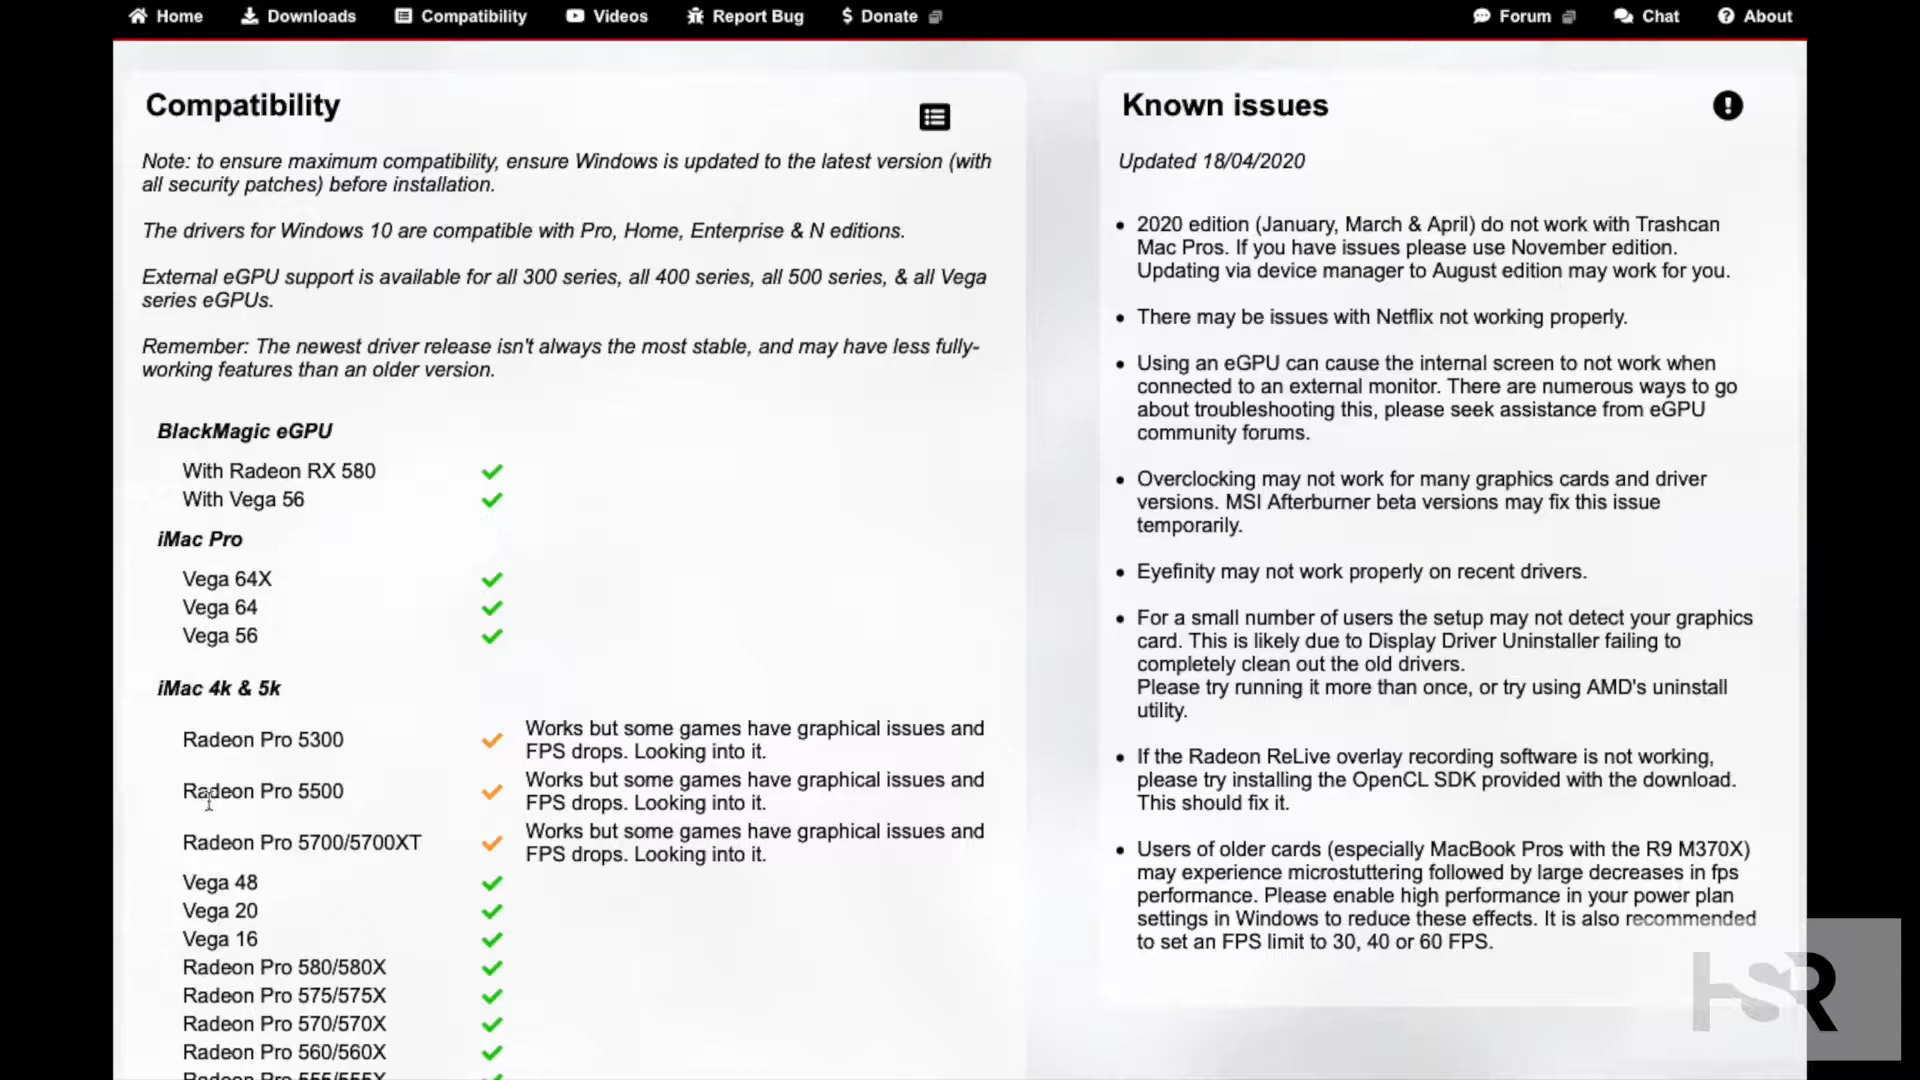 Home Downloads Compatibility Videos Report Bug $ Donate Forum Chat About
Compatibility
Note: to ensure maximum compatibility, ensure Windows is updated to the latest version (with
all security patches) before installation.
The drivers for Windows 10 are compatible with Pro, Home, Enterprise & N editions.
External eGPU support is available for all 300 series, all 400 series, all 500 series, & all Vega
series eGPUs.
Remember: The newest driver release isn't always the most stable, and may have less fully-
working features than an older version.
BlackMagic eGPU
With Radeon RX 580
With Vega 56
iMac Pro
Vega 64X
Vega 64
Vega 56
iMac 4k & 5k
Radeon Pro 5300
Works but some games have graphical issues and
FPS drops. Looking into it.
Radeon Pro 5500
Works but some games have graphical issues and
FPS drops. Looking into it.
Radeon Pro 5700/5700XT
Works but some games have graphical issues and
FPS drops. Looking into it.
Vega 48
Vega 20
Vega 16
Radeon Pro 580/580X
Radeon Pro 575/575X
Radeon Pro 570/570X
Radeon Pro 560/560X
Radeon Pro 555/555X
Known issues
Updated 18/04/2020
2020 edition (January, March & April) do not work with Trashcan
Mac Pros. If you have issues please use November edition.
Updating via device manager to August edition may work for you.
There may be issues with Netflix not working properly.
Using an eGPU can cause the internal screen to not work when
connected to an external monitor. There are numerous ways to go
about troubleshooting this, please seek assistance from eGPU
community forums.
Overclocking may not work for many graphics cards and driver
versions. MSI Afterburner beta versions may fix this issue
temporarily.
Eyefinity may not work properly on recent drivers.
For a small number of users the setup may not detect your graphics
card. This is likely due to Display Driver Uninstaller failing to
completely clean out the old drivers.
Please try running it more than once, or try using AMD's uninstall
utility.
If the Radeon ReLive overlay recording software is not working,
please try installing the OpenCL SDK provided with the download.
This should fix it.
Users of older cards (especially MacBook Pros with the R9 M370X)
may experience microstuttering followed by large decreases in fps
performance. Please enable high performance in your power plan
settings in Windows to reduce these effects. It is also recommended
to set an FPS limit to 30, 40 or 60 FPS.
HSR